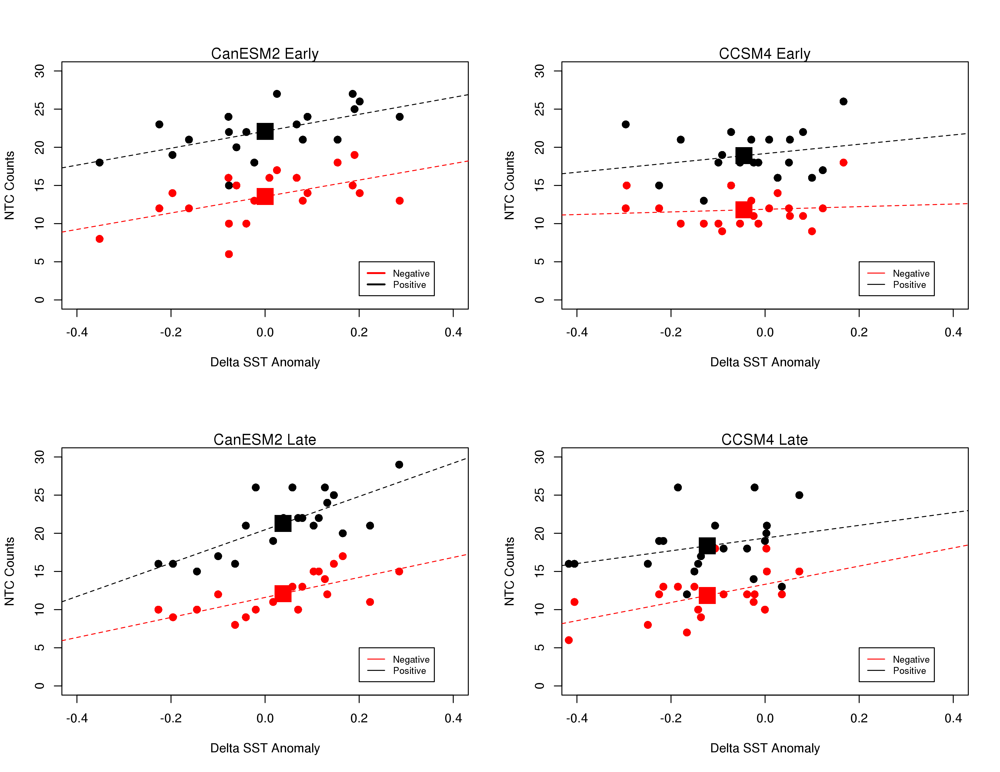 CanESM2 Early
NTC Counts
30
25
20
15
10
5
0
-0.4 -0.2 0.0 0.2 0.4
Delta SST Anomaly
Negative
Positive
CCSM4 Early
NTC Counts
30
25
20
15
10
5
0
-0.4 -0.2 0.0 0.2 0.4
Delta SST Anomaly
Negative
Positive
CanESM2 Late
NTC Counts
30
25
20
15
10
5
0
-0.4 -0.2 0.0 0.2 0.4
Delta SST Anomaly
Negative
Positive
CCSM4 Late
NTC Counts
30
25
20
15
10
5
0
-0.4 -0.2 0.0 0.2 0.4
Delta SST Anomaly
Negative
Positive